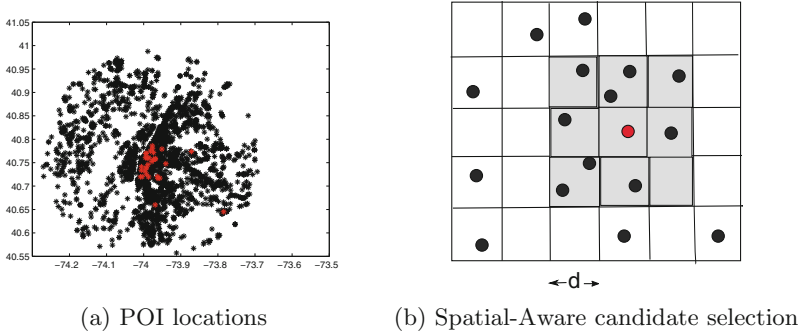 41.05
41
40.95
40.9
40.85
40.8
40.75
40.7
40.65
40.6
40.55
−74.2 −74.1 −74 −73.9 −73.8 −73.7 −73.6 −73.5
d
(a) POI locations
(b) Spatial-Aware candidate selection